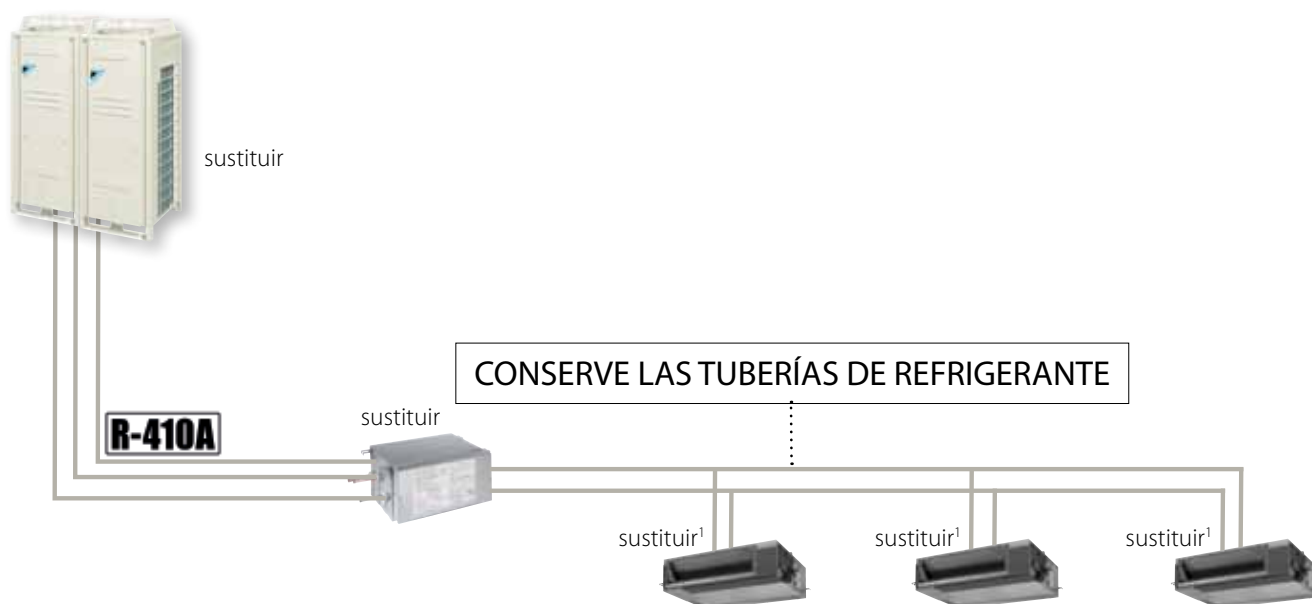 sustituir
CONSERVE LAS TUBERÍAS DE REFRIGERANTE
sustituir
R-410A
sustituir¹
sustituir¹
sustituir¹